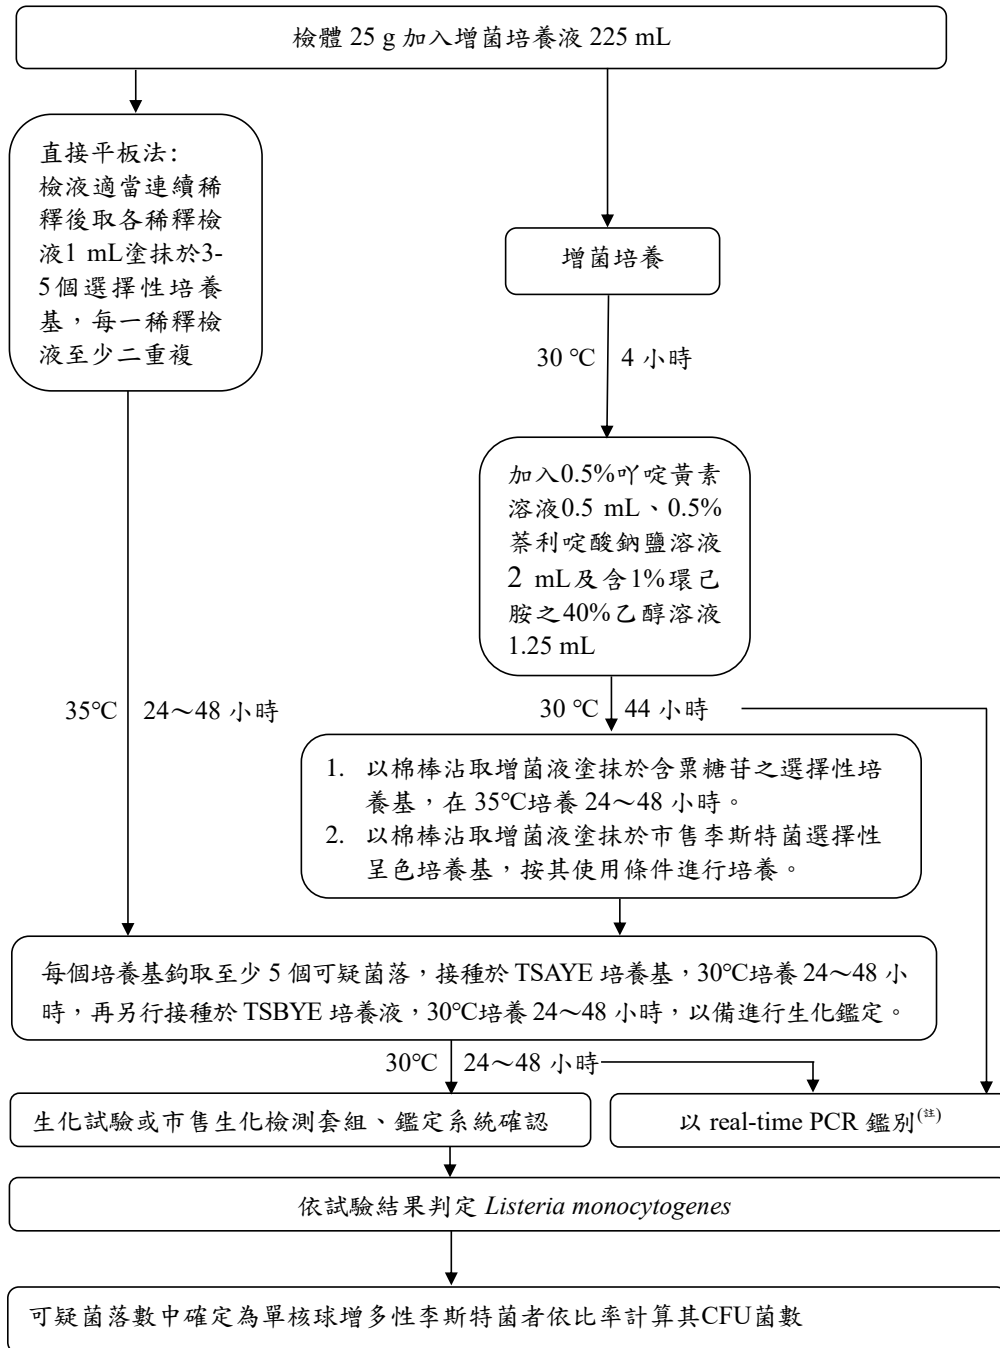 檢體 25 g 加入增菌培養液 225 mL
直接平板法:
檢液適當連續稀
釋後取各稀釋檢
液1 mL塗抹於3-
5個選擇性培養
基，每一稀釋檢
液至少二重複
增菌培養
30 ℃ 4 小時
加入0.5%吖啶黃素
溶液0.5 mL、0.5%
萘利啶酸鈉鹽溶液
2 mL及含1%環己
胺之40%乙醇溶液
1.25 mL
35℃ 24～48 小時
30 ℃ 44 小時
1. 以棉棒沾取增菌液塗抹於含粟糖苷之選擇性培
養基，在 35℃培養 24～48 小時。
2. 以棉棒沾取增菌液塗抹於市售李斯特菌選擇性
呈色培養基，按其使用條件進行培養。
每個培養基鉤取至少 5 個可疑菌落，接種於 TSAYE 培養基，30℃培養 24～48 小
時，再另行接種於 TSBYE 培養液，30℃培養 24～48 小時，以備進行生化鑑定。
30℃ 24～48 小時
生化試驗或市售生化檢測套組、鑑定系統確認
以 real-time PCR 鑑別(註)
依試驗結果判定 Listeria monocytogenes
可疑菌落數中確定為單核球增多性李斯特菌者依比率計算其CFU菌數